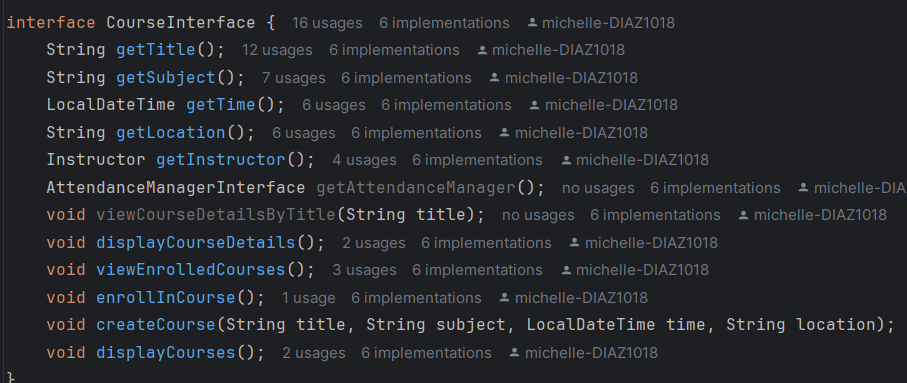 interface CourseInterface { 16 usages 6 implementations michelle-DIAZ1018
String getTitle(); 12 usages 6 implementations michelle-DIAZ1018
String getSubject(); 7 usages 6 implementations michelle-DIAZ1018
LocalDateTime getTime(); 6 usages 6 implementations michelle-DIAZ1018
String getLocation(); 6 usages 6 implementations michelle-DIAZ1018
Instructor getInstructor(); 4 usages 6 implementations michelle-DIAZ1018
AttendanceManagerInterface getAttendanceManager(); no usages 6 implementations michelle-DIA
void viewCourseDetailsByTitle(String title); no usages 6 implementations michelle-DIAZ1018
void displayCourseDetails(); 2 usages 6 implementations michelle-DIAZ1018
void viewEnrolledCourses(); 3 usages 6 implementations michelle-DIAZ1018
void enrollInCourse(); 1 usage 6 implementations michelle-DIAZ1018
void createCourse(String title, String subject, LocalDateTime time, String location);
void displayCourses(); 2 usages 6 implementations michelle-DIAZ1018
}